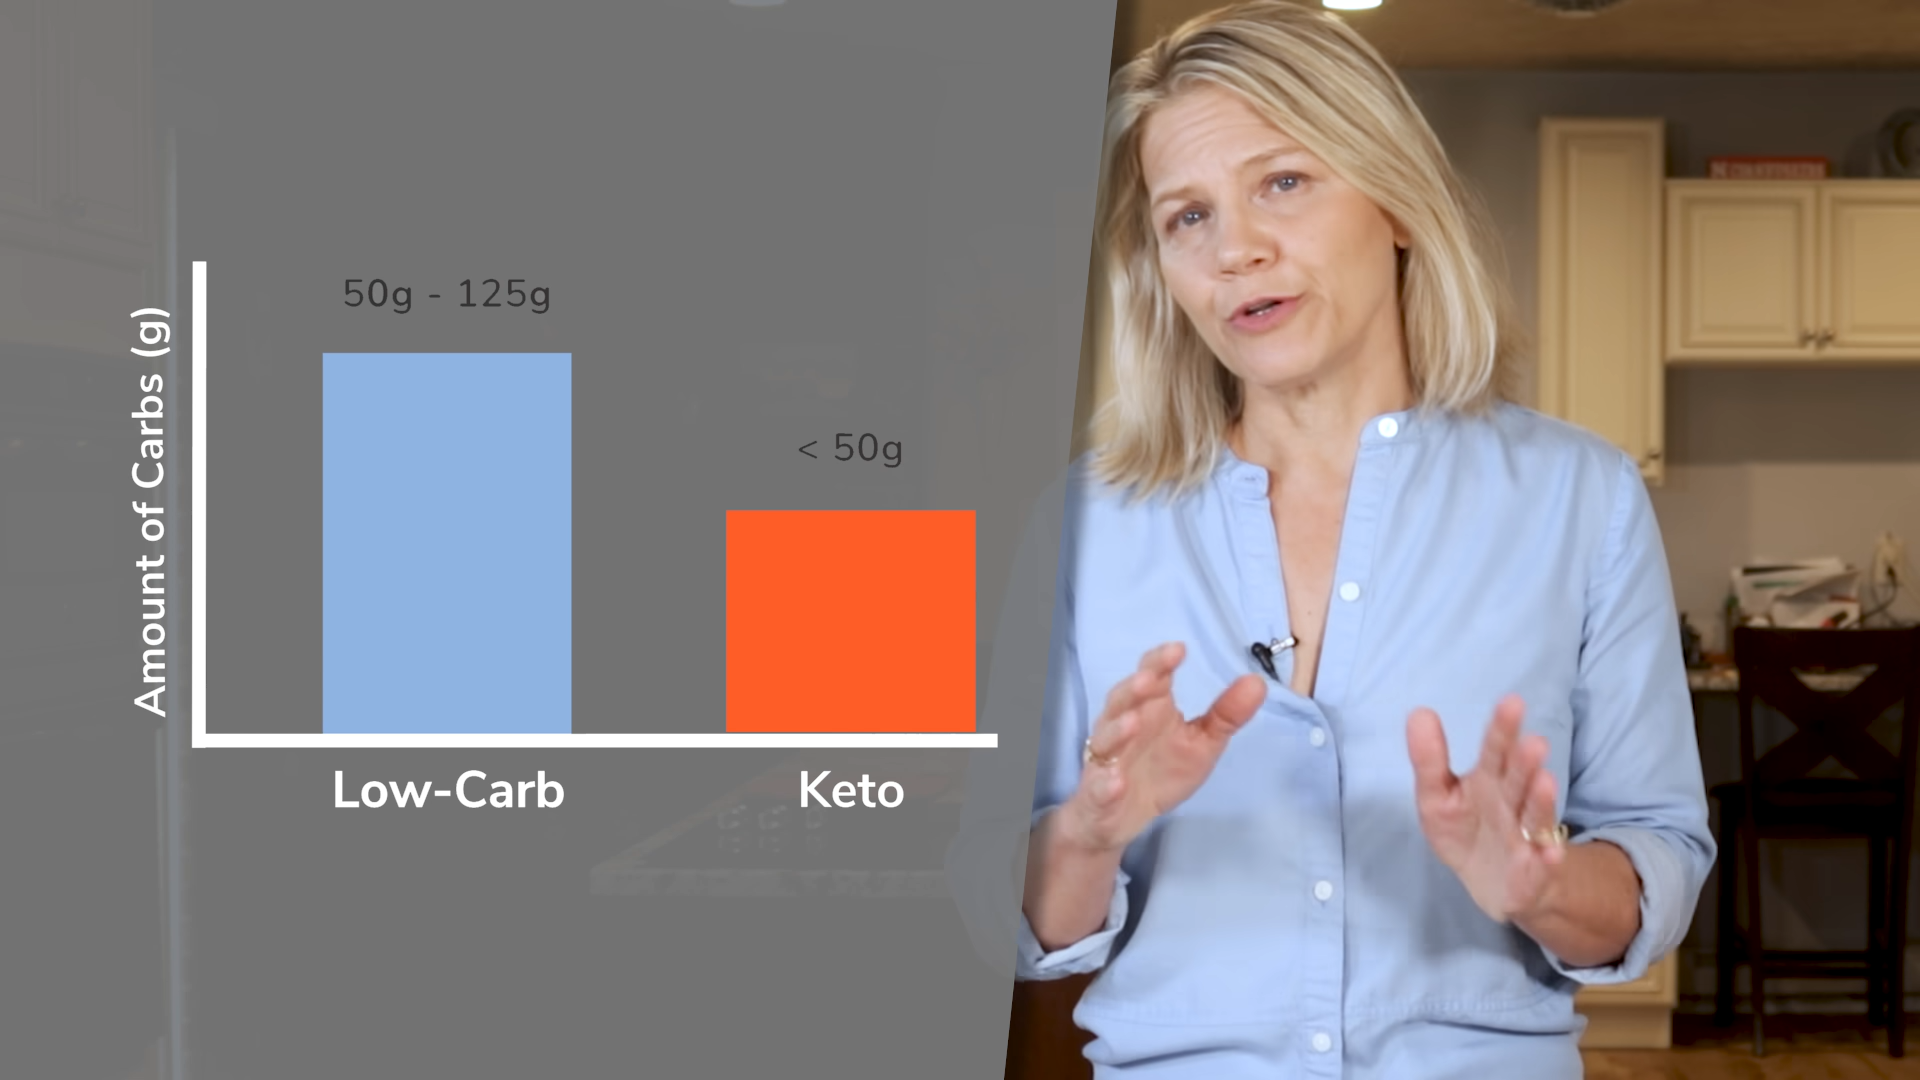 50g - 125g
< 50g
Amount of Carbs (g)
Low-Carb
Keto